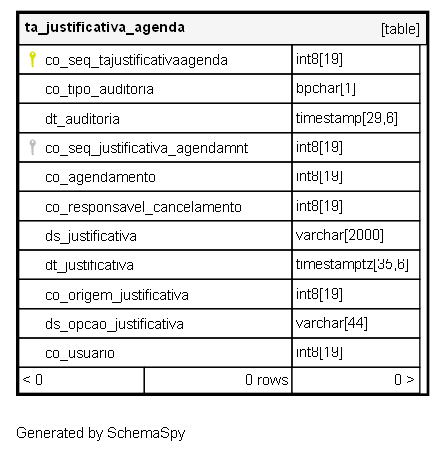 ta_justificativa_agenda [table]
co_seq_tajustificativaagenda int8[19]
co_tipo_auditoria bpchar[1]
dt_auditoria timestamp[29,6]
co_seq_justificativa_agendamnt int8[19]
co_agendamento int8[19]
co_responsavel_cancelamento int8[19]
ds_justificativa varchar[2000]
dt_justificativa timestamptz[35,6]
co_origem_justificativa int8[19]
ds_opcao_justificativa varchar[44]
co_usuario int8[19]
< 0 0 rows 0 >
Generated by SchemaSpy